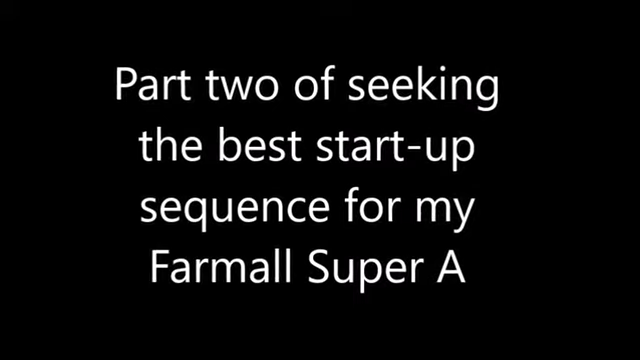 Part two of seeking
the best start-up
sequence for my
Farmall Super A